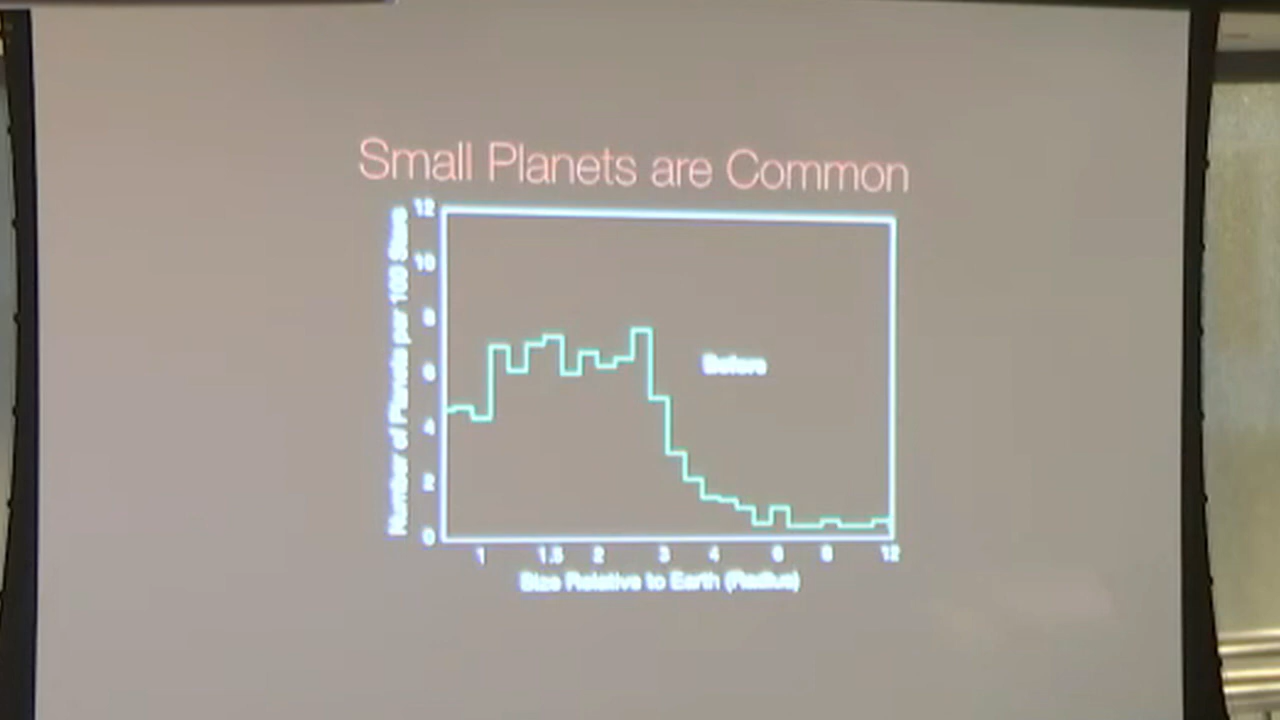 Small Planets are Common
Number of Planets per 100 Stars
12
10
8
6
4
2
0
Before
1 1.5 2 3 4 6 8 12
Size Relative to Earth (Radius)